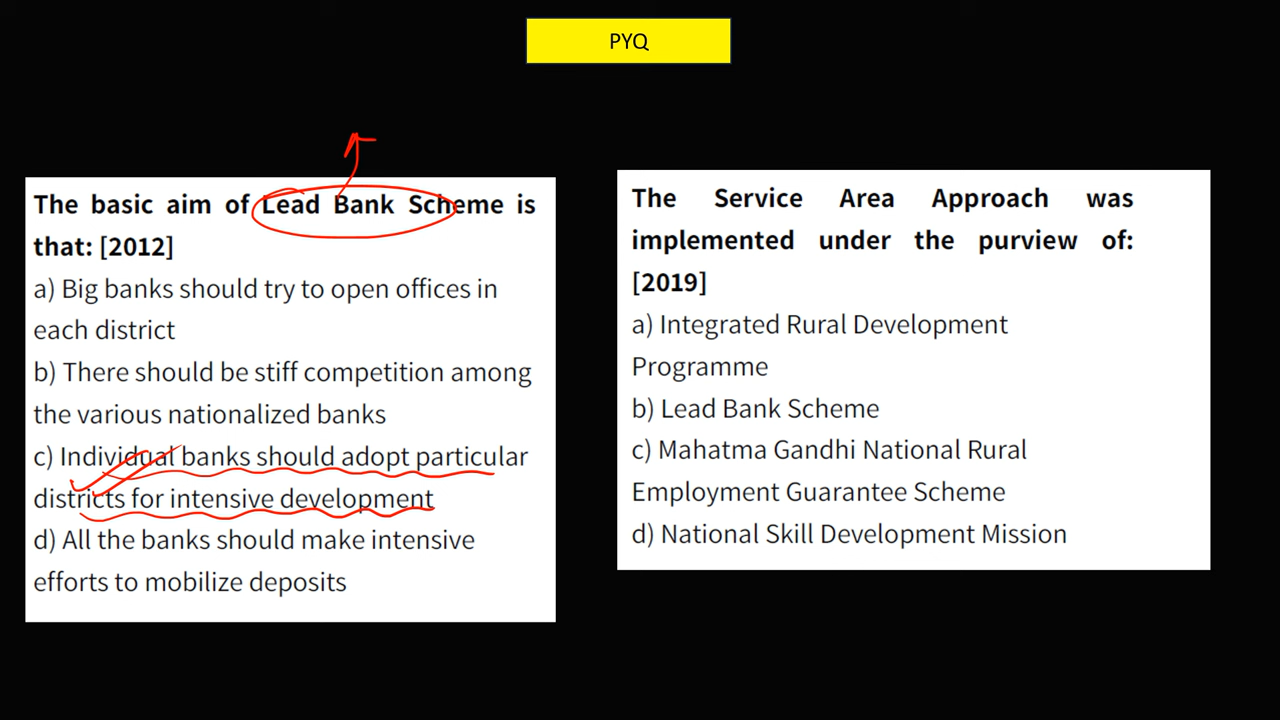 PYQ
The basic aim of Lead Bank Scheme is
that: [2012]
a) Big banks should try to open offices in
each district
b) There should be stiff competition among
the various nationalized banks
c) Individual banks should adopt particular
districts for intensive development
d) All the banks should make intensive
efforts to mobilize deposits
The Service Area Approach was
implemented under the purview of:
[2019]
a) Integrated Rural Development
Programme
b) Lead Bank Scheme
c) Mahatma Gandhi National Rural
Employment Guarantee Scheme
d) National Skill Development Mission